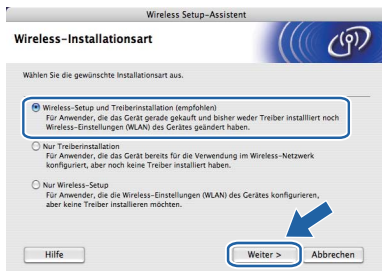 Wireless Setup-Assistent
Wireless-Installationsart
Wählen Sie die gewünschte Installationsart aus.
Wireless-Setup und Treiberinstallation (empfohlen)
Für Anwender, die das Gerät gerade gekauft und bisher weder Treiber installliert noch
Wireless-Einstellungen (WLAN) des Gerätes geändert haben.
Nur Treiberinstallation
Für Anwender, die das Gerät bereits für die Verwendung im Wireless-Netzwerk
konfiguriert, aber noch keine Treiber installiert haben.
Nur Wireless-Setup
Für Anwender, die die Wireless-Einstellungen (WLAN) des Gerätes konfigurieren,
aber keine Treiber installieren möchten.
Hilfe
Weiter >
Abbrechen